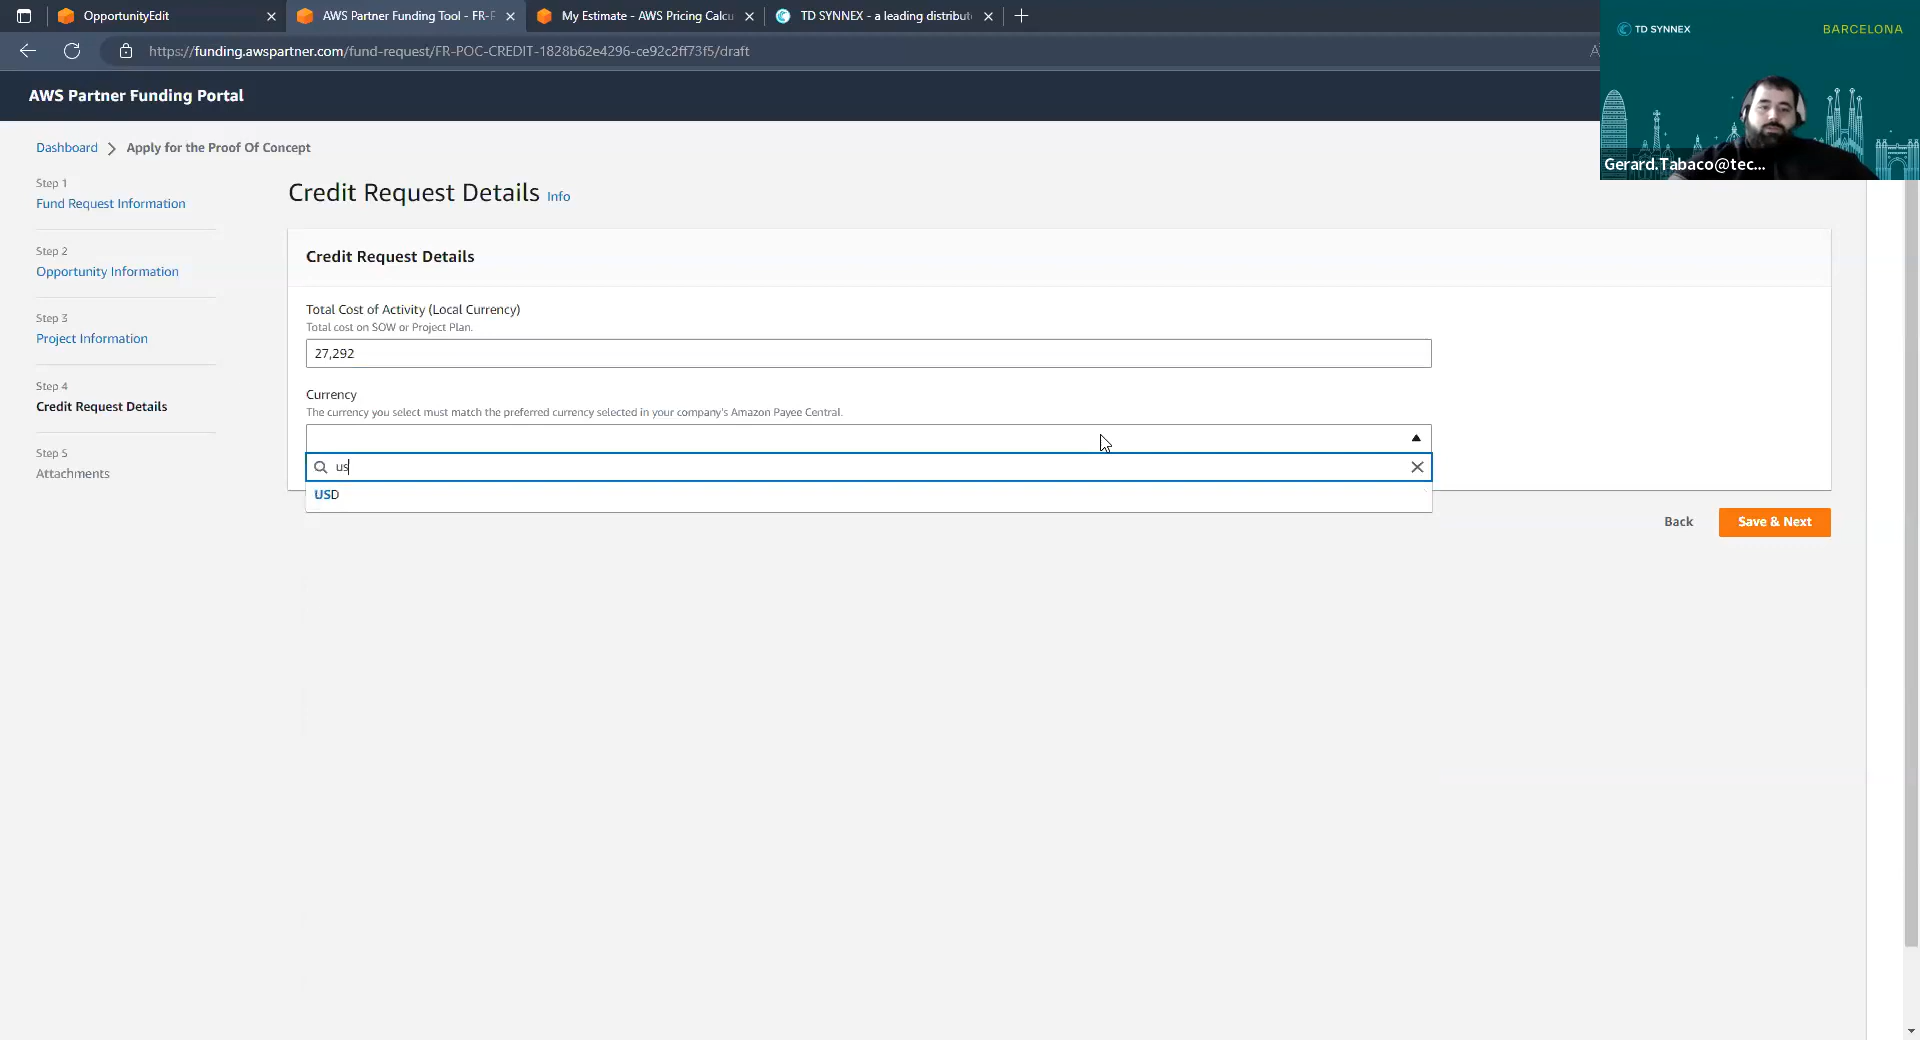 OpportunityEdit
AWS Partner Funding Tool - FR-F
My Estimate - AWS Pricing Calcu
TD SYNNEX - a leading distribut
https://funding.awspartner.com/fund-request/FR-POC-CREDIT-1828b62e4296-ce92c2ff73f5/draft
TD SYNNEX
BARCELONA
Gerard.Tabaco@tec...
AWS Partner Funding Portal
Dashboard
Apply for the Proof Of Concept
Step 1
Fund Request Information
Step 2
Opportunity Information
Step 3
Project Information
Step 4
Credit Request Details
Step 5
Attachments
Credit Request Details Info
Credit Request Details
Total Cost of Activity (Local Currency)
Total cost on SOW or Project Plan.
27,292
Currency
The currency you select must match the preferred currency selected in your company's Amazon Payee Central.
us
USD
Back
Save & Next